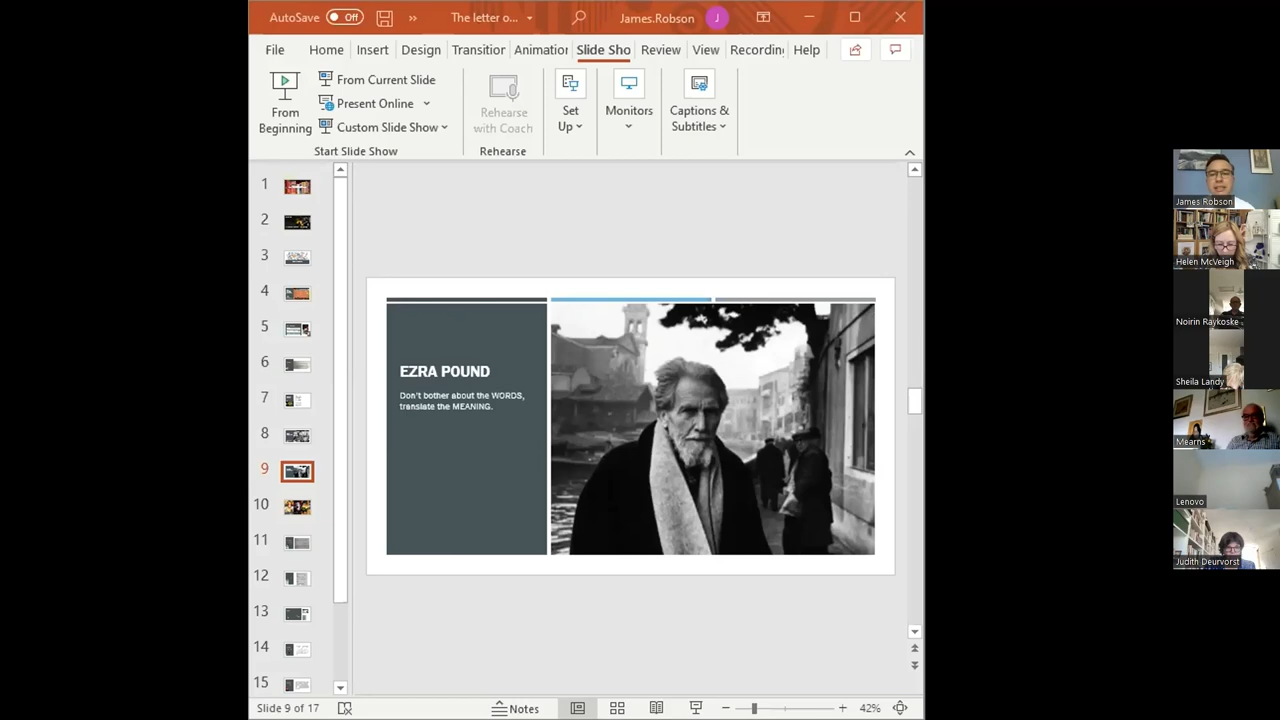 AutoSave Off » The letter o... James.Robson J
File Home Insert Design Transition Animation Slide Sho Review View Recording Help
From Beginning
From Current Slide
Present Online
Custom Slide Show
Start Slide Show
Rehearse with Coach
Rehearse
Set Up
Monitors
Captions & Subtitles
1
2
3
4
5
6
7
8
9
10
11
12
13
14
15
EZRA POUND
Don't bother about the WORDS,
translate the MEANING.
Slide 9 of 17
Notes
42%
James Robson
Helen McVeigh
Noirin Raykoske
Sheila Landy
Mearns
Lenovo
Judith Deurvorst